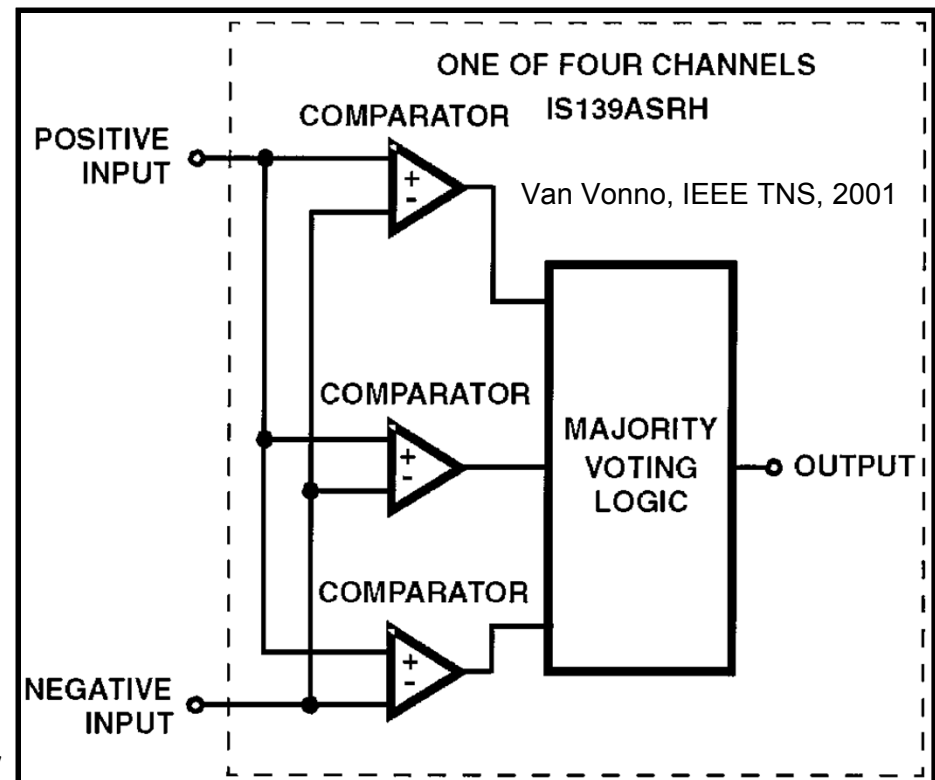 ONE OF FOUR CHANNELS
IS139ASRH
COMPARATOR
POSITIVE
INPUT
+
-
Van Vonno, IEEE TNS, 2001
COMPARATOR
+
-
MAJORITY
VOTING
LOGIC
OUTPUT
COMPARATOR
+
-
NEGATIVE
INPUT